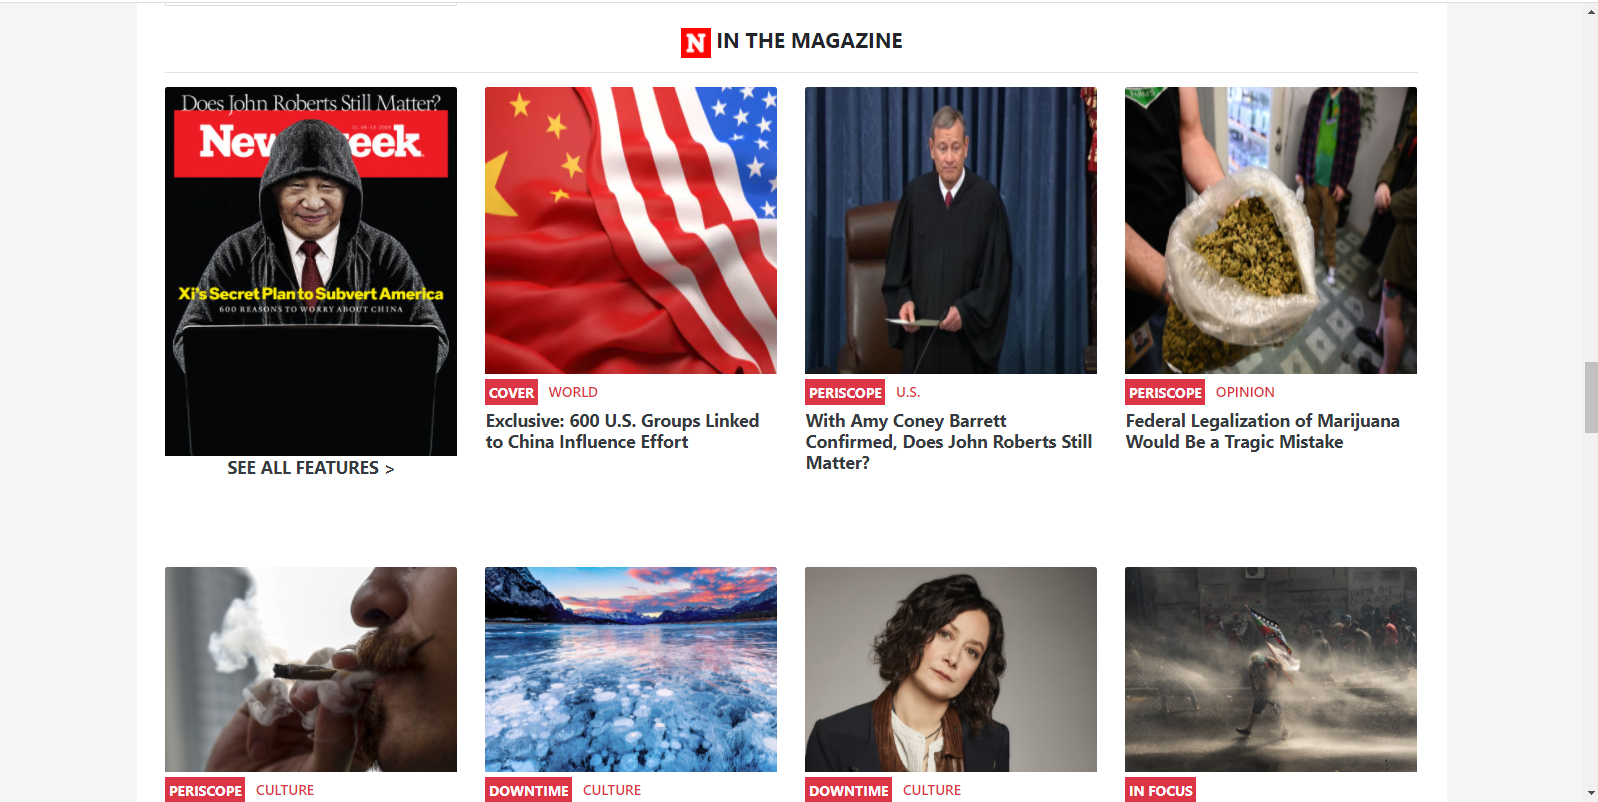 N IN THE MAGAZINE
Does John Roberts Still Matter?
Newsweek
Xi's Secret Plan to Subvert America
600 REASONS TO WORRY ABOUT CHINA
SEE ALL FEATURES >
COVER WORLD
Exclusive: 600 U.S. Groups Linked
to China Influence Effort
PERISCOPE U.S.
With Amy Coney Barrett
Confirmed, Does John Roberts Still
Matter?
PERISCOPE OPINION
Federal Legalization of Marijuana
Would Be a Tragic Mistake
PERISCOPE CULTURE
DOWNTIME CULTURE
DOWNTIME CULTURE
IN FOCUS